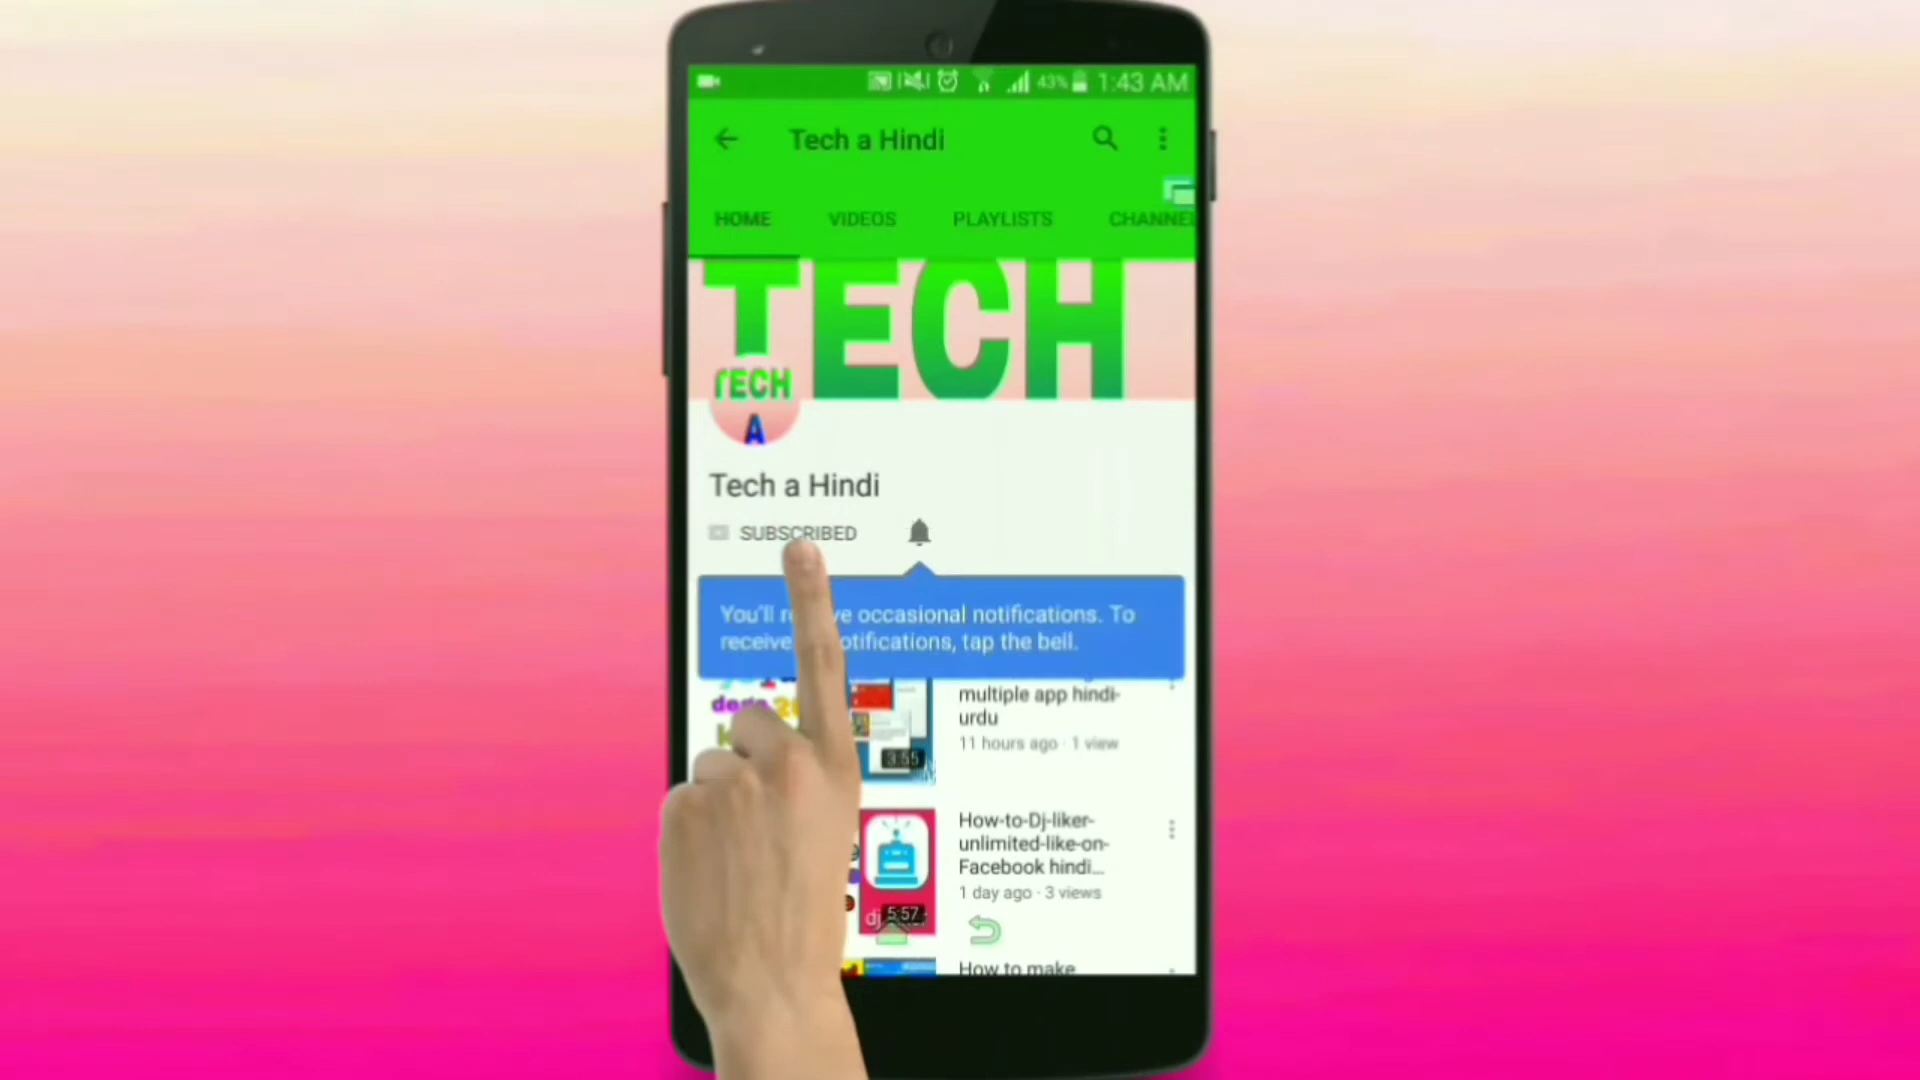 43% 1:43 AM
Tech a Hindi
HOME VIDEOS PLAYLISTS CHANNEL
TECH
TECH
A
Tech a Hindi
SUBSCRIBED
You'll occasional notifications. To
receive notifications, tap the bell.
multiple app hindi-
urdu
11 hours ago · 1 view
3:55
How-to-Dj-liker-
unlimited-like-on-
Facebook hindi...
1 day ago · 3 views
5:57
How to make